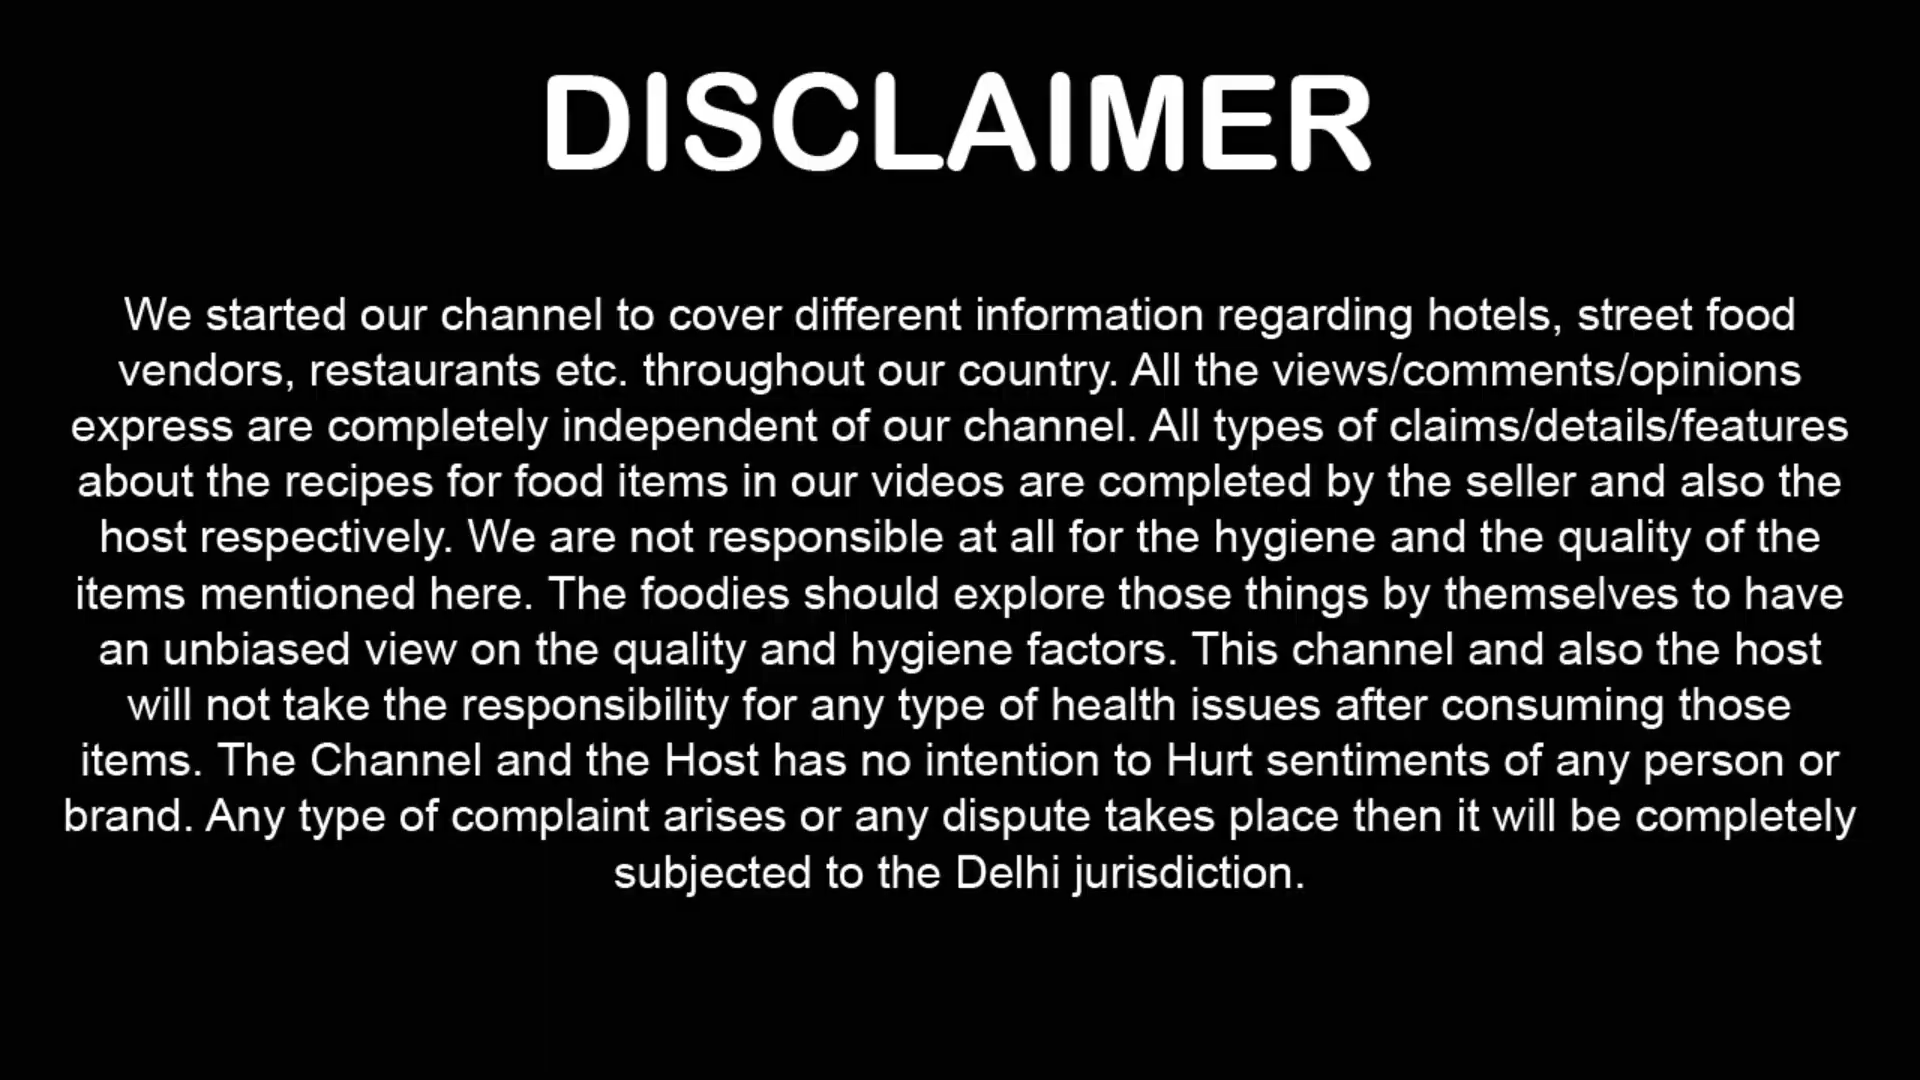 DISCLAIMER
We started our channel to cover different information regarding hotels, street food
vendors, restaurants etc. throughout our country. All the views/comments/opinions
express are completely independent of our channel. All types of claims/details/features
about the recipes for food items in our videos are completed by the seller and also the
host respectively. We are not responsible at all for the hygiene and the quality of the
items mentioned here. The foodies should explore those things by themselves to have
an unbiased view on the quality and hygiene factors. This channel and also the host
will not take the responsibility for any type of health issues after consuming those
items. The Channel and the Host has no intention to Hurt sentiments of any person or
brand. Any type of complaint arises or any dispute takes place then it will be completely
subjected to the Delhi jurisdiction.